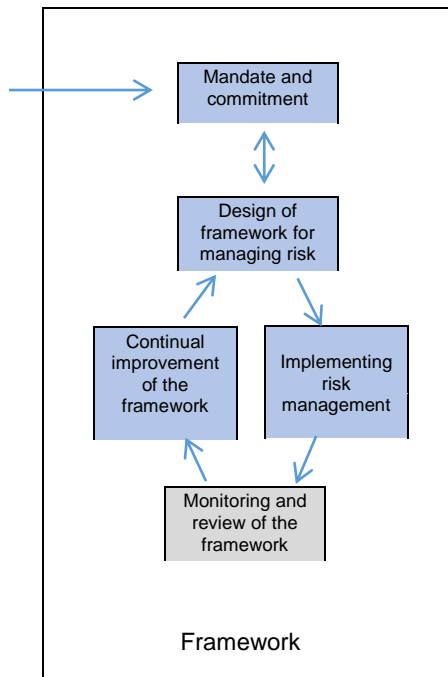 Mandate and
commitment
Design of
framework for
managing risk
Continual
improvement
of the
framework
Implementing
risk
management
Monitoring and
review of the
framework
Framework